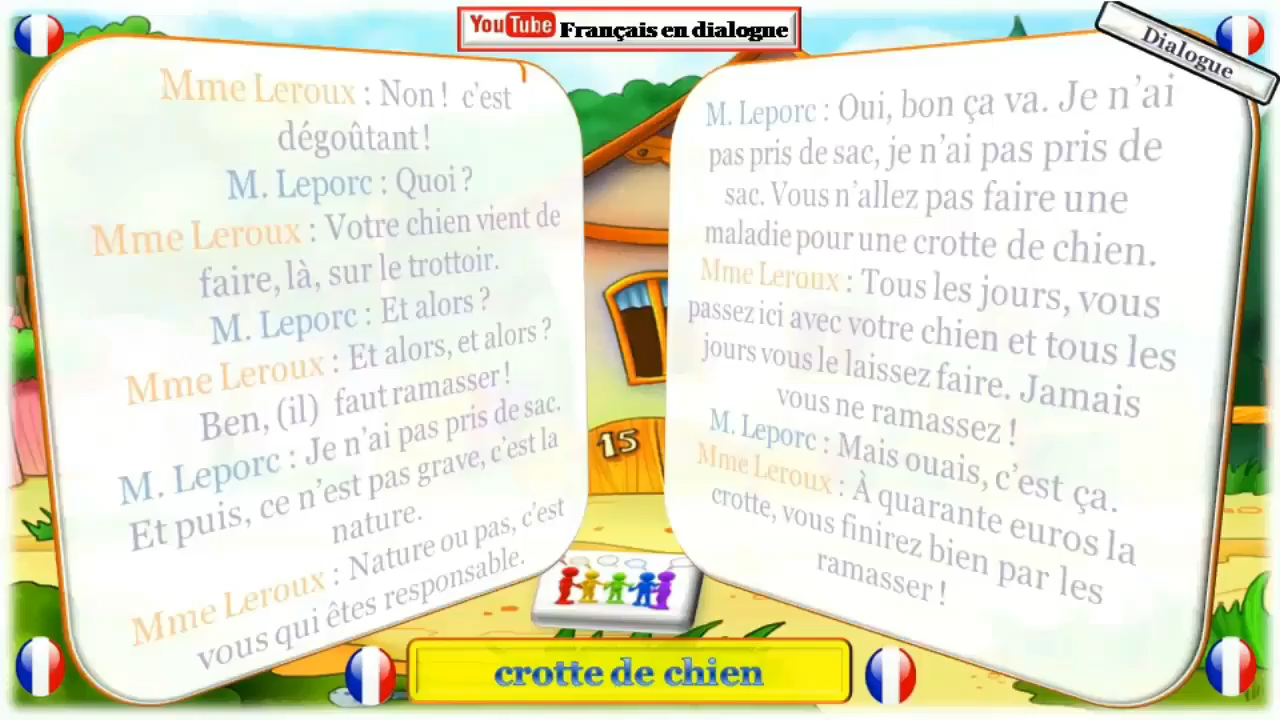 YouTube Français en dialogue
Dialogue
Mme Leroux : Non ! c'est
dégoûtant !
M. Leporc : Quoi ?
Mme Leroux : Votre chien vient de
faire, là, sur le trottoir.
M. Leporc : Et alors ?
Mme Leroux : Et alors, et alors ?
Ben, (il) faut ramasser !
M. Leporc : Je n'ai pas pris de sac.
Et puis, ce n'est pas grave, c'est la
nature.
Mme Leroux : Nature ou pas, c'est
vous qui êtes responsable.
M. Leporc : Oui, bon ça va. Je n'ai
pas pris de sac, je n'ai pas pris de
sac. Vous n'allez pas faire une
maladie pour une crotte de chien.
Mme Leroux : Tous les jours, vous
passez ici avec votre chien et tous les
jours vous le laissez faire. Jamais
vous ne ramassez !
M. Leporc : Mais ouais, c'est ça.
Mme Leroux : À quarante euros la
crotte, vous finirez bien par les
ramasser !
15
crotte de chien